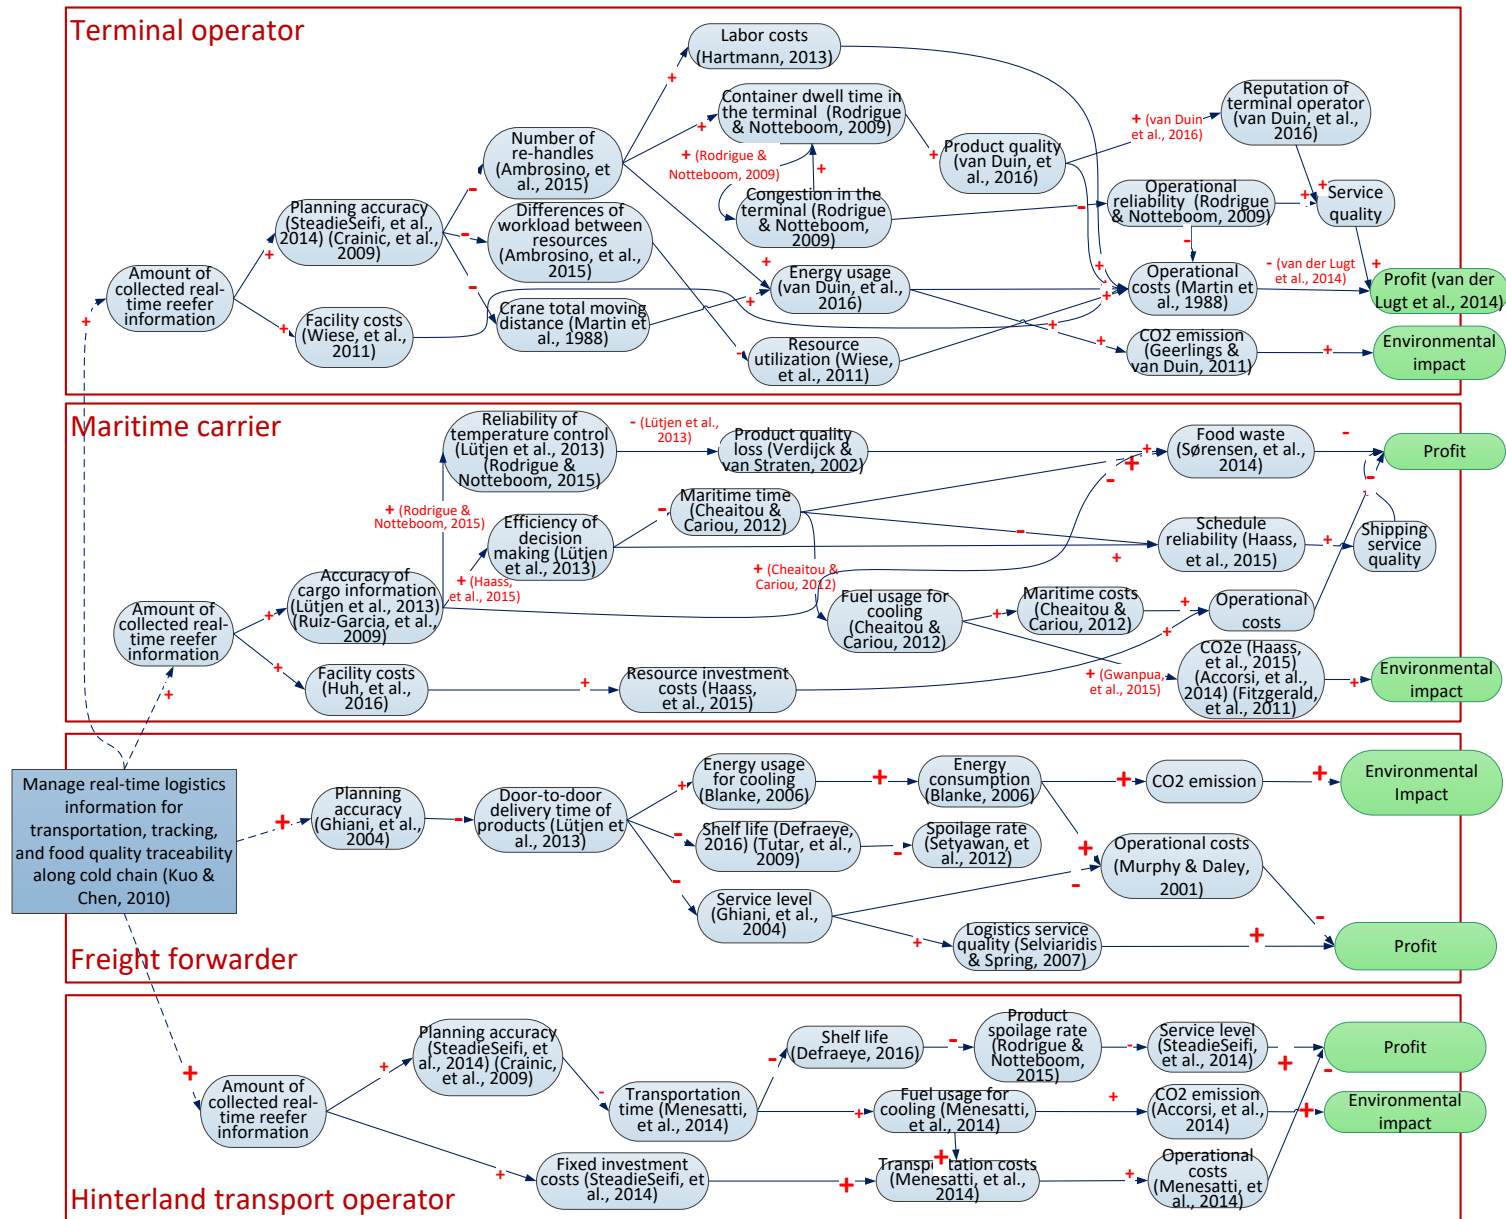 Terminal operator
Labor costs
(Hartmann, 2013)
Container dwell time in
the terminal  (Rodrigue
& Notteboom, 2009)
Reputation of
terminal operator
(van Duin, et al.,
2016)
+ (van Duin
et al., 2016)
Number of
re-handles
(Ambrosino, et
al., 2015)
+ (Rodrigue &
Notteboom, 2009)
Product quality
(van Duin, et al.,
2016)
Planning accuracy
(SteadieSeifi, et al.,
2014) (Crainic, et al.,
2009)
Differences of
workload between
resources
(Ambrosino, et al.,
2015)
Congestion in the
terminal (Rodrigue
& Notteboom,
2009)
Operational
reliability  (Rodrigue
& Notteboom, 2009)
Service
quality
Amount of
collected real-
time reefer
information
Facility costs
(Wiese, et al.,
2011)
Crane total moving
distance (Martin et
al., 1988)
Energy usage
(van Duin, et al.,
2016)
Operational
costs (Martin et
al., 1988)
- (van der Lugt
et al., 2014)
Profit (van der
Lugt et al., 2014)
Resource
utilization (Wiese,
et al., 2011)
CO2 emission
(Geerlings &
van Duin, 2011)
Environmental
impact
Maritime carrier
Reliability of
temperature control
(Lütjen et al., 2013)
(Rodrigue &
Notteboom, 2015)
- (Lütjen et al.,
2013)
Product quality
loss (Verdijck &
van Straten, 2002)
Food waste
(Sørensen, et al.,
2014)
Profit
+ (Rodrigue &
Notteboom, 2015)
Efficiency of
decision
making (Lütjen
et al., 2013)
Maritime time
(Cheaitou &
Cariou, 2012)
Schedule
reliability (Haass,
et al., 2015)
Shipping
service
quality
+ (Haass,
et al., 2015)
+ (Cheaitou &
Cariou, 2012)
Accuracy of
cargo information
(Lütjen et al., 2013)
(Ruiz-Garcia, et al.,
2009)
Amount of
collected real-
time reefer
information
Fuel usage for
cooling
(Cheaitou &
Cariou, 2012)
Maritime costs
(Cheaitou &
Cariou, 2012)
Operational
costs
Facility costs
(Huh, et al.,
2016)
Resource investment
costs (Haass,
et al., 2015)
+ (Gwanpua,
et al., 2015)
CO2e (Haass,
et al., 2015)
(Accorsi, et al.,
2014) (Fitzgerald,
et al., 2011)
Environmental
impact
Manage real-time logistics
information for
transportation, tracking,
and food quality traceability
along cold chain (Kuo &
Chen, 2010)
Planning
accuracy
(Ghiani, et al.,
2004)
Door-to-door
delivery time of
products (Lütjen et
al., 2013)
Energy usage
for cooling
(Blanke, 2006)
Energy
consumption
(Blanke, 2006)
CO2 emission
Environmental
Impact
Shelf life (Defraeye,
2016) (Tutar, et al.,
2009)
Spoilage rate
(Setyawan, et
al., 2012)
Operational costs
(Murphy & Daley,
2001)
Service level
(Ghiani, et al.,
2004)
Logistics service
quality (Selviaridis
& Spring, 2007)
Profit
Freight forwarder
Planning accuracy
(SteadieSeifi, et
al., 2014) (Crainic,
et al., 2009)
Shelf life
(Defraeye, 2016)
Product
spoilage rate
(Rodrigue &
Notteboom,
2015)
Service level
(SteadieSeifi,
et al., 2014)
Profit
Amount of
collected real-
time reefer
information
Transportation
time (Menesatti,
et al., 2014)
Fuel usage for
cooling (Menesatti,
et al., 2014)
CO2 emission
(Accorsi, et al.,
2014)
Environmental
impact
Fixed investment
costs (SteadieSeifi, et
al., 2014)
(Menesatti, et al.,
2014)
Operational
costs
(Menesatti, et
al., 2014)
Hinterland transport operator